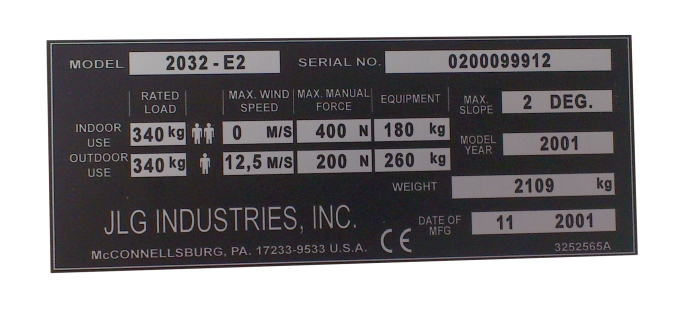 MODEL 2032-E2 SERIAL NO. 0200099912
RATED LOAD MAX. WIND SPEED MAX. MANUAL FORCE EQUIPMENT MAX. SLOPE 2 DEG.
INDOOR USE 340 kg 0 M/S 400 N 180 kg
OUTDOOR USE 340 kg 12,5 M/S 200 N 260 kg
MODEL YEAR 2001
WEIGHT 2109 kg
JLG INDUSTRIES, INC.
DATE OF MFG 11 2001
McCONNELLSBURG, PA. 17233-9533 U.S.A. CE 3252565A